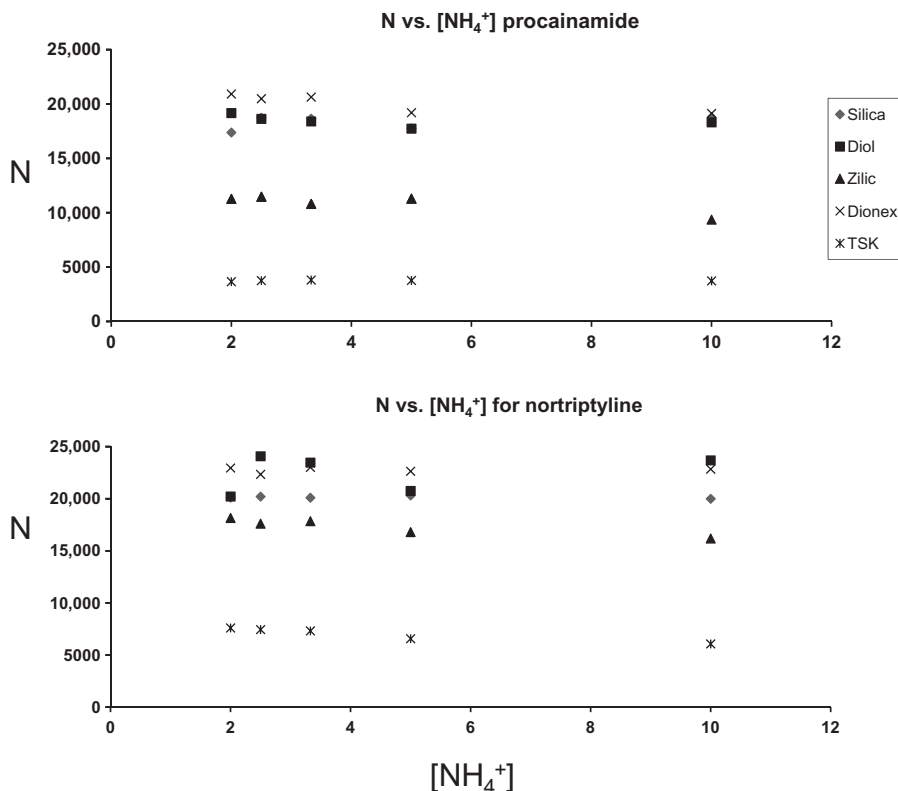 N vs. [NH₄⁺] procainamide
25,000
20,000
15,000
10,000
5000
0
N
0 2 4 6 8 10 12
Silica
Diol
Zilic
Dionex
TSK
N vs. [NH₄⁺] for nortriptyline
25,000
20,000
15,000
10,000
5000
0
N
0 2 4 6 8 10 12
[NH₄⁺]